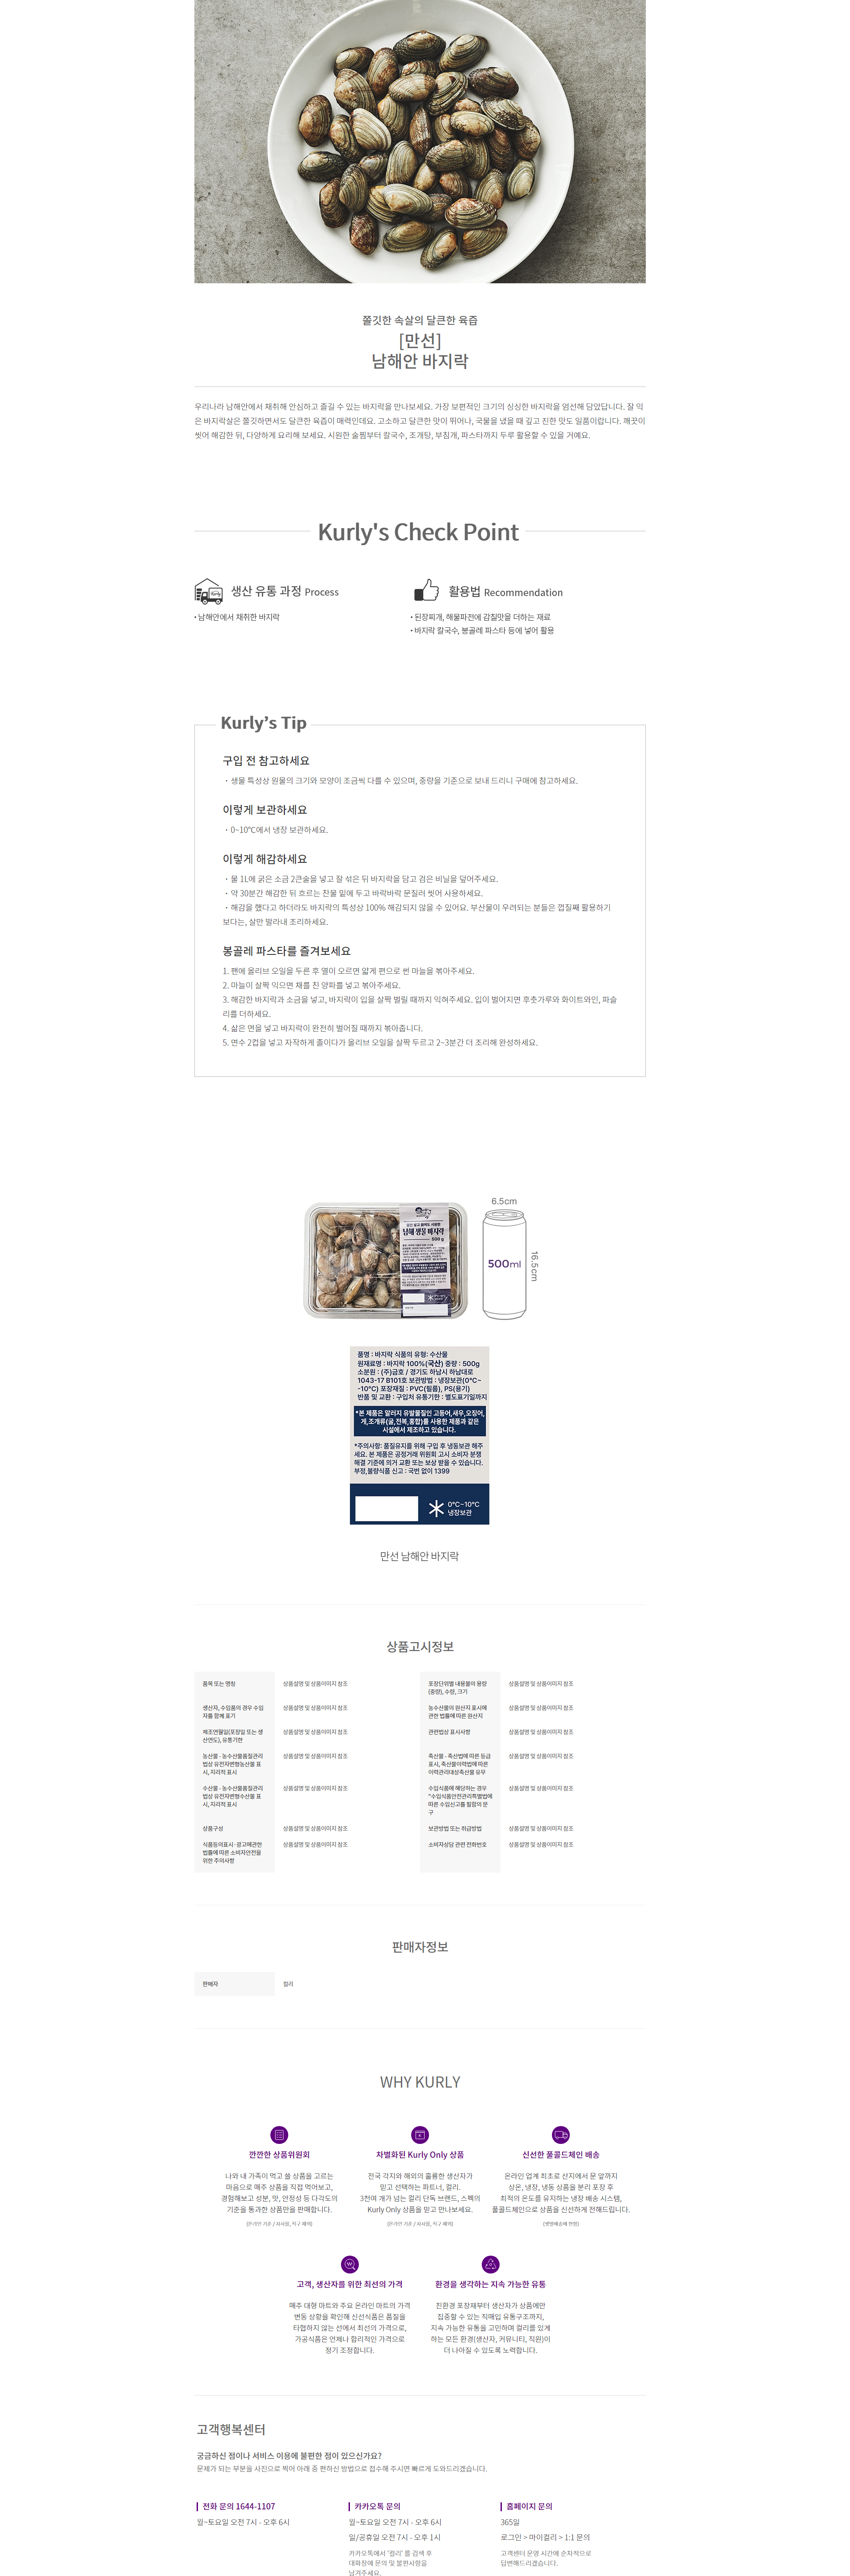 쫄깃한 속살의 달큰한 육즙
[만선]
남해안 바지락
우리나라 남해안에서 채취해 안심하고 즐길 수 있는 바지락을 만나보세요. 가장 보편적인 크기의 싱싱한 바지락을 엄선해 담았답니다. 잘 익
은 바지락살은 쫄깃하면서도 달큰한 육즙이 매력인데요. 고소하고 달큰한 맛이 뛰어나, 국물을 냈을 때 깊고 진한 맛도 일품이랍니다. 깨끗이
씻어 해감한 뒤, 다양하게 요리해 보세요. 시원한 술찜부터 칼국수, 조개탕, 부침개, 파스타까지 두루 활용할 수 있을 거예요.
Kurly's Check Point
생산 유통 과정 Process
• 남해안에서 채취한 바지락
활용법 Recommendation
• 된장찌개, 해물파전에 감칠맛을 더하는 재료
• 바지락 칼국수, 봉골레 파스타 등에 넣어 활용
Kurly's Tip
구입 전 참고하세요
· 생물 특성상 원물의 크기와 모양이 조금씩 다를 수 있으며, 중량을 기준으로 보내 드리니 구매에 참고하세요.
이렇게 보관하세요
· 0~10℃에서 냉장 보관하세요.
이렇게 해감하세요
· 물 1L에 굵은 소금 2큰술을 넣고 잘 섞은 뒤 바지락을 담고 검은 비닐을 덮어주세요.
· 약 30분간 해감한 뒤 흐르는 찬물 밑에 두고 바락바락 문질러 씻어 사용하세요.
· 해감을 했다고 하더라도 바지락의 특성상 100% 해감되지 않을 수 있어요. 부산물이 우려되는 분들은 껍질째 활용하기
보다는, 살만 발라내 조리하세요.
봉골레 파스타를 즐겨보세요
1. 팬에 올리브 오일을 두른 후 열이 오르면 얇게 편으로 썬 마늘을 볶아주세요.
2. 마늘이 살짝 익으면 채를 친 양파를 넣고 볶아주세요.
3. 해감한 바지락과 소금을 넣고, 바지락이 입을 살짝 벌릴 때까지 익혀주세요. 입이 벌어지면 후춧가루와 화이트와인, 파슬
리를 더하세요.
4. 삶은 면을 넣고 바지락이 완전히 벌어질 때까지 볶아줍니다.
5. 면수 2컵을 넣고 자작하게 졸이다가 올리브 오일을 살짝 두르고 2~3분간 더 조리해 완성하세요.
남해 생물 바지락
500 g
6.5cm
500ml
16.5cm
품명 : 바지락 식품의 유형: 수산물
원재료명 : 바지락 100%(국산) 중량 : 500g
소분원 : (주)금호 / 경기도 하남시 하남대로
1043-17 B101호 보관방법 : 냉장보관(0°C~
-10°C) 포장재질 : PVC(필름), PS(용기)
반품 및 교환 : 구입처 유통기한 : 별도표기일까지
*본 제품은 알러지 유발물질인 고등어,새우,오징어,
게,조개류(굴,전복,홍합)를 사용한 제품과 같은
시설에서 제조하고 있습니다.
*주의사항: 품질유지를 위해 구입 후 냉동보관 해주
세요. 본 제품은 공정거래 위원회 고시 소비자 분쟁
해결 기준에 의거 교환 또는 보상 받을 수 있습니다.
부정,불량식품 신고 : 국번 없이 1399
0°C~10°C
냉장보관
만선 남해안 바지락
상품고시정보
품목 또는 명칭
상품설명 및 상품이미지 참조
포장단위별 내용물의 용량
(중량), 수량, 크기
상품설명 및 상품이미지 참조
생산자, 수입품의 경우 수입
자를 함께 표기
상품설명 및 상품이미지 참조
농수산물의 원산지 표시에
관한 법률에 따른 원산지
상품설명 및 상품이미지 참조
제조연월일(포장일 또는 생
산연도), 유통기한
상품설명 및 상품이미지 참조
관련법상 표시사항
상품설명 및 상품이미지 참조
농산물 - 농수산물품질관리
법상 유전자변형농산물 표
시, 지리적 표시
상품설명 및 상품이미지 참조
축산물 - 축산법에 따른 등급
표시, 축산물이력법에 따른
이력관리대상축산물 유무
상품설명 및 상품이미지 참조
수산물 - 농수산물품질관리
법상 유전자변형수산물 표
시, 지리적 표시
상품설명 및 상품이미지 참조
수입식품에 해당하는 경우
"수입식품안전관리특별법에
따른 수입신고를 필함의 문
구
상품설명 및 상품이미지 참조
상품구성
상품설명 및 상품이미지 참조
보관방법 또는 취급방법
상품설명 및 상품이미지 참조
식품등의표시·광고에관한
법률에 따른 소비자안전을
위한 주의사항
상품설명 및 상품이미지 참조
소비자상담 관련 전화번호
상품설명 및 상품이미지 참조
판매자정보
판매자
컬리
WHY KURLY
깐깐한 상품위원회
나와 내 가족이 먹고 쓸 상품을 고르는
마음으로 매주 상품을 직접 먹어보고,
경험해보고 성분, 맛, 안정성 등 다각도의
기준을 통과한 상품만을 판매합니다.
(온라인 기준 / 자사몰, 직구 제외)
차별화된 Kurly Only 상품
전국 각지와 해외의 훌륭한 생산자가
믿고 선택하는 파트너, 컬리.
3천여 개가 넘는 컬리 단독 브랜드, 스펙의
Kurly Only 상품을 믿고 만나보세요.
(온라인 기준 / 자사몰, 직구 제외)
신선한 풀콜드체인 배송
온라인 업계 최초로 산지에서 문 앞까지
상온, 냉장, 냉동 상품을 분리 포장 후
최적의 온도를 유지하는 냉장 배송 시스템,
풀콜드체인으로 상품을 신선하게 전해드립니다.
(샛별배송에 한함)
고객, 생산자를 위한 최선의 가격
매주 대형 마트와 주요 온라인 마트의 가격
변동 상황을 확인해 신선식품은 품질을
타협하지 않는 선에서 최선의 가격으로,
가공식품은 언제나 합리적인 가격으로
정기 조정합니다.
환경을 생각하는 지속 가능한 유통
친환경 포장재부터 생산자가 상품에만
집중할 수 있는 직매입 유통구조까지,
지속 가능한 유통을 고민하며 컬리를 있게
하는 모든 환경(생산자, 커뮤니티, 직원)이
더 나아질 수 있도록 노력합니다.
고객행복센터
궁금하신 점이나 서비스 이용에 불편한 점이 있으신가요?
문제가 되는 부분을 사진으로 찍어 아래 중 편하신 방법으로 접수해 주시면 빠르게 도와드리겠습니다.
전화 문의 1644-1107
월~토요일 오전 7시 - 오후 6시
카카오톡 문의
월~토요일 오전 7시 - 오후 6시
일/공휴일 오전 7시 - 오후 1시
카카오톡에서 '컬리' 를 검색 후
대화창에 문의 및 불편사항을
남겨주세요.
홈페이지 문의
365일
로그인 > 마이컬리 > 1:1 문의
고객센터 운영 시간에 순차적으로
답변해드리겠습니다.